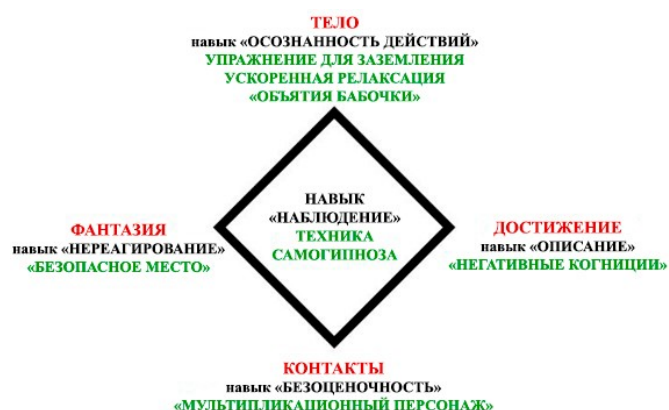 ТЕЛО
навык «ОСОЗНАННОСТЬ ДЕЙСТВИЙ»
УПРАЖНЕНИЕ ДЛЯ ЗАЗЕМЛЕНИЯ
УСКОРЕННАЯ РЕЛАКСАЦИЯ
«ОБЪЯТИЯ БАБОЧКИ»
ФАНТАЗИЯ
навык «НЕРЕАГИРОВАНИЕ»
«БЕЗОПАСНОЕ МЕСТО»
НАВЫК
«НАБЛЮДЕНИЕ»
ТЕХНИКА
САМОГИПНОЗА
ДОСТИЖЕНИЕ
навык «ОПИСАНИЕ»
«НЕГАТИВНЫЕ КОГНИЦИИ»
КОНТАКТЫ
навык «БЕЗОЦЕНОЧНОСТЬ»
«МУЛЬТИПЛИКАЦИОННЫЙ ПЕРСОНАЖ»